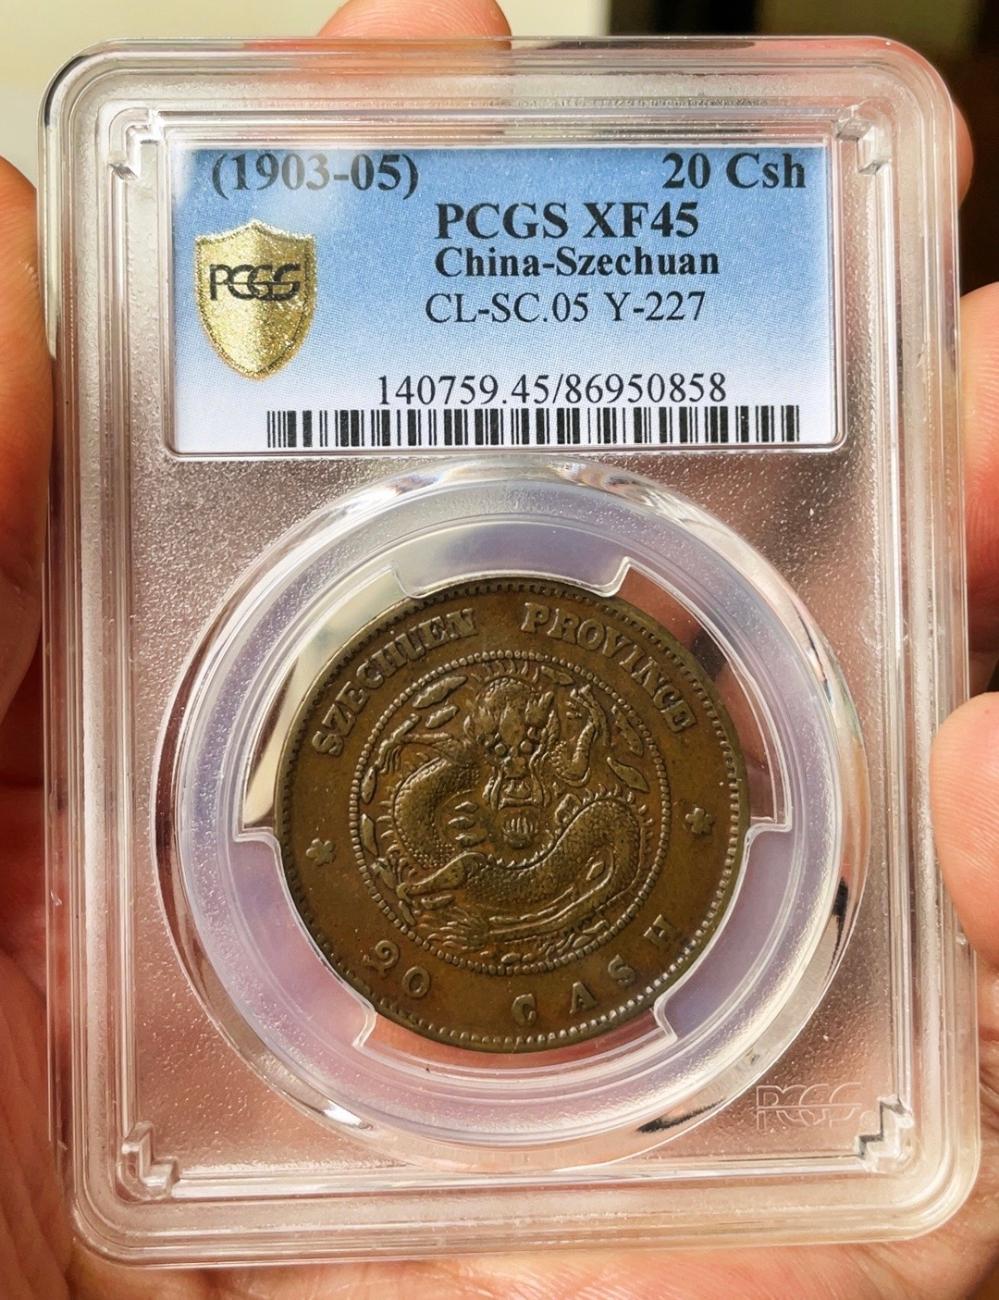 (1903-05) 20 Csh
PCGS XF45
China-Szechuan
PCGS
CL-SC.05 Y-227
140759.45/86950858
SZECHUEN PROVINCE
20 CASH
PCGS